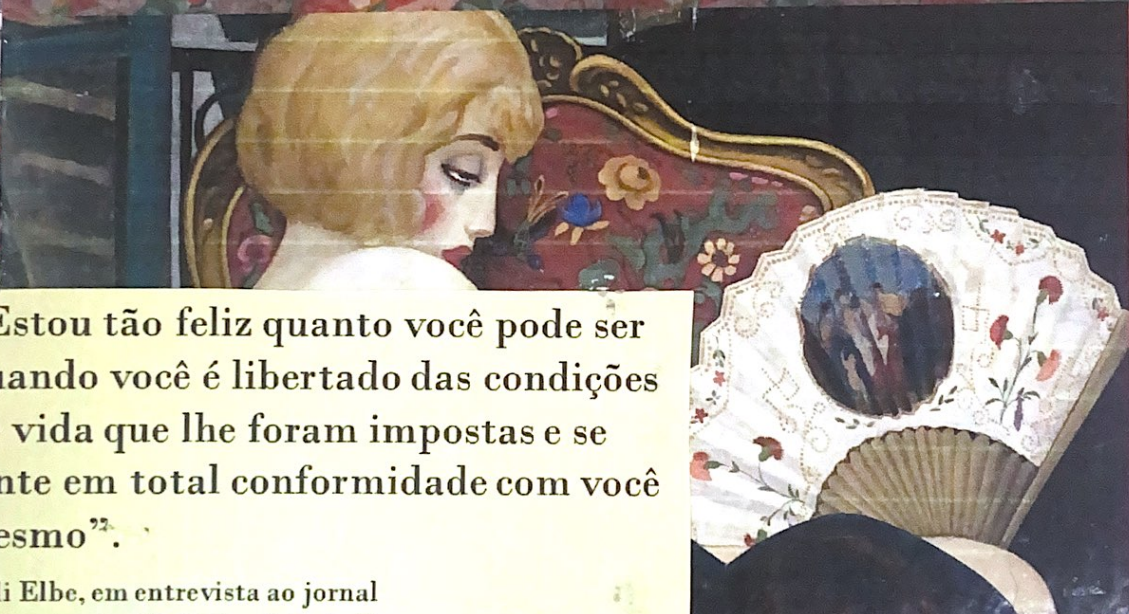 Estou tão feliz quanto você pode ser
uando você é libertado das condições
vida que lhe foram impostas e se
nte em total conformidade com você
esmo”.
li Elbe, em entrevista ao jornal